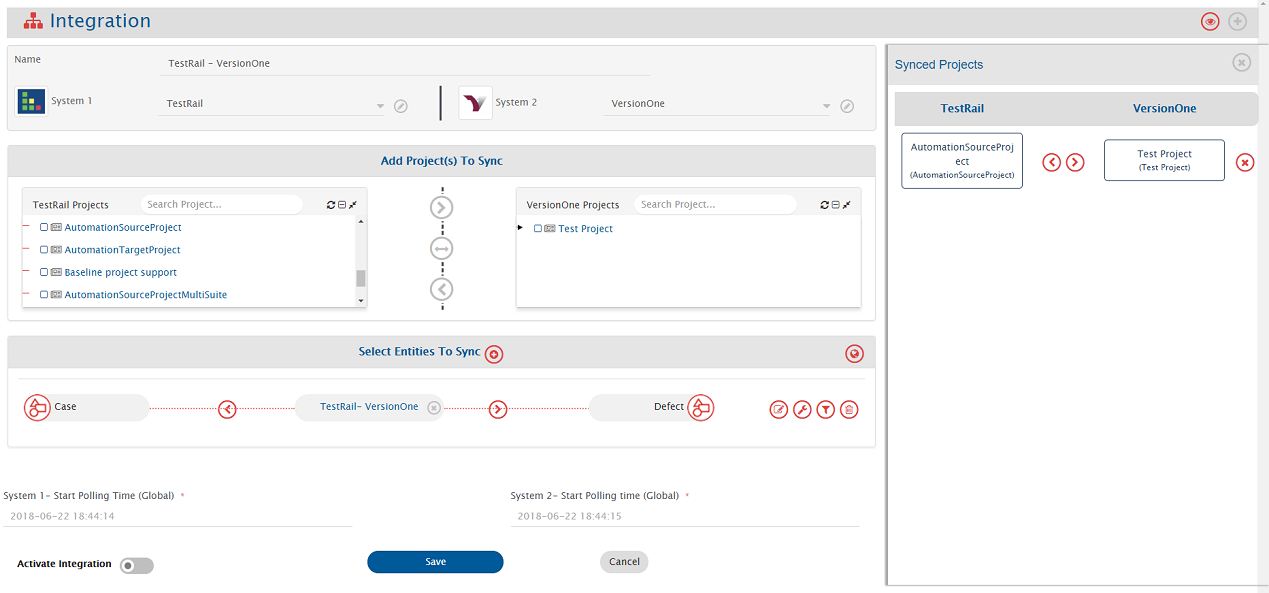 Integration
Name
TestRail - VersionOne
System 1
TestRail
System 2
VersionOne
Add Project(s) To Sync
TestRail Projects
Search Project...
AutomationSourceProject
AutomationTargetProject
Baseline project support
AutomationSourceProjectMultiSuite
VersionOne Projects
Search Project...
Test Project
Select Entities To Sync
Case
TestRail- VersionOne
Defect
System 1- Start Polling Time (Global) *
2018-06-22 18:44:14
System 2- Start Polling time (Global) *
2018-06-22 18:44:15
Activate Integration
Save
Cancel
Synced Projects
TestRail
VersionOne
AutomationSourceProj
ect
(AutomationSourceProject)
Test Project
(Test Project)